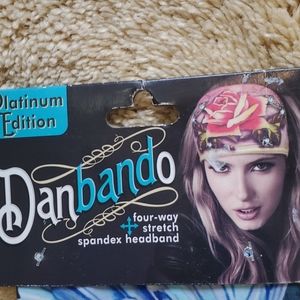 Platinum
Edition
Danbando
four-way
stretch
spandex headband